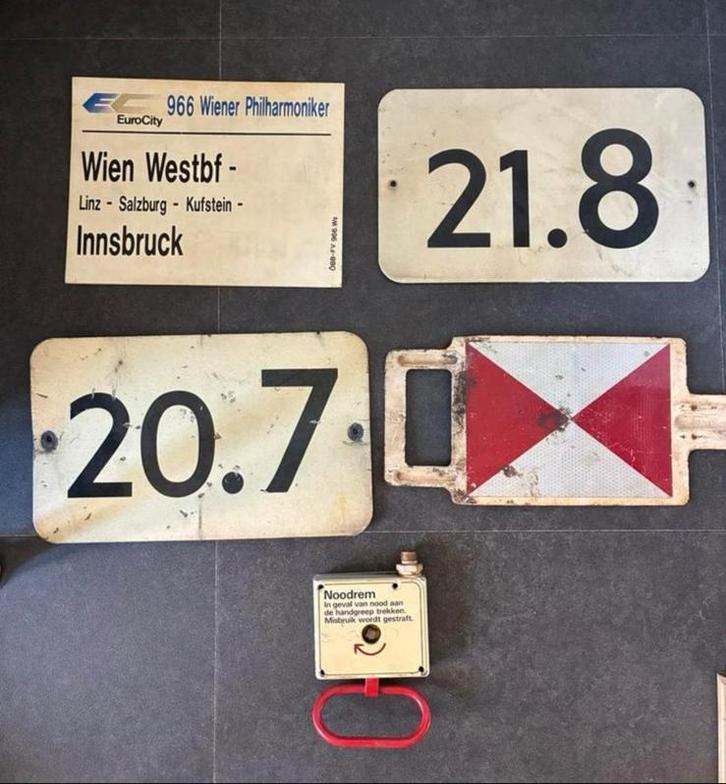 EC 966 Wiener Philharmoniker
EuroCity
Wien Westbf -
Linz - Salzburg - Kufstein -
Innsbruck
ÖBB-FV 966 Ws
21.8
20.7
Noodrem
In geval van nood aan
de handgreep trekken.
Misbruik wordt gestraft.